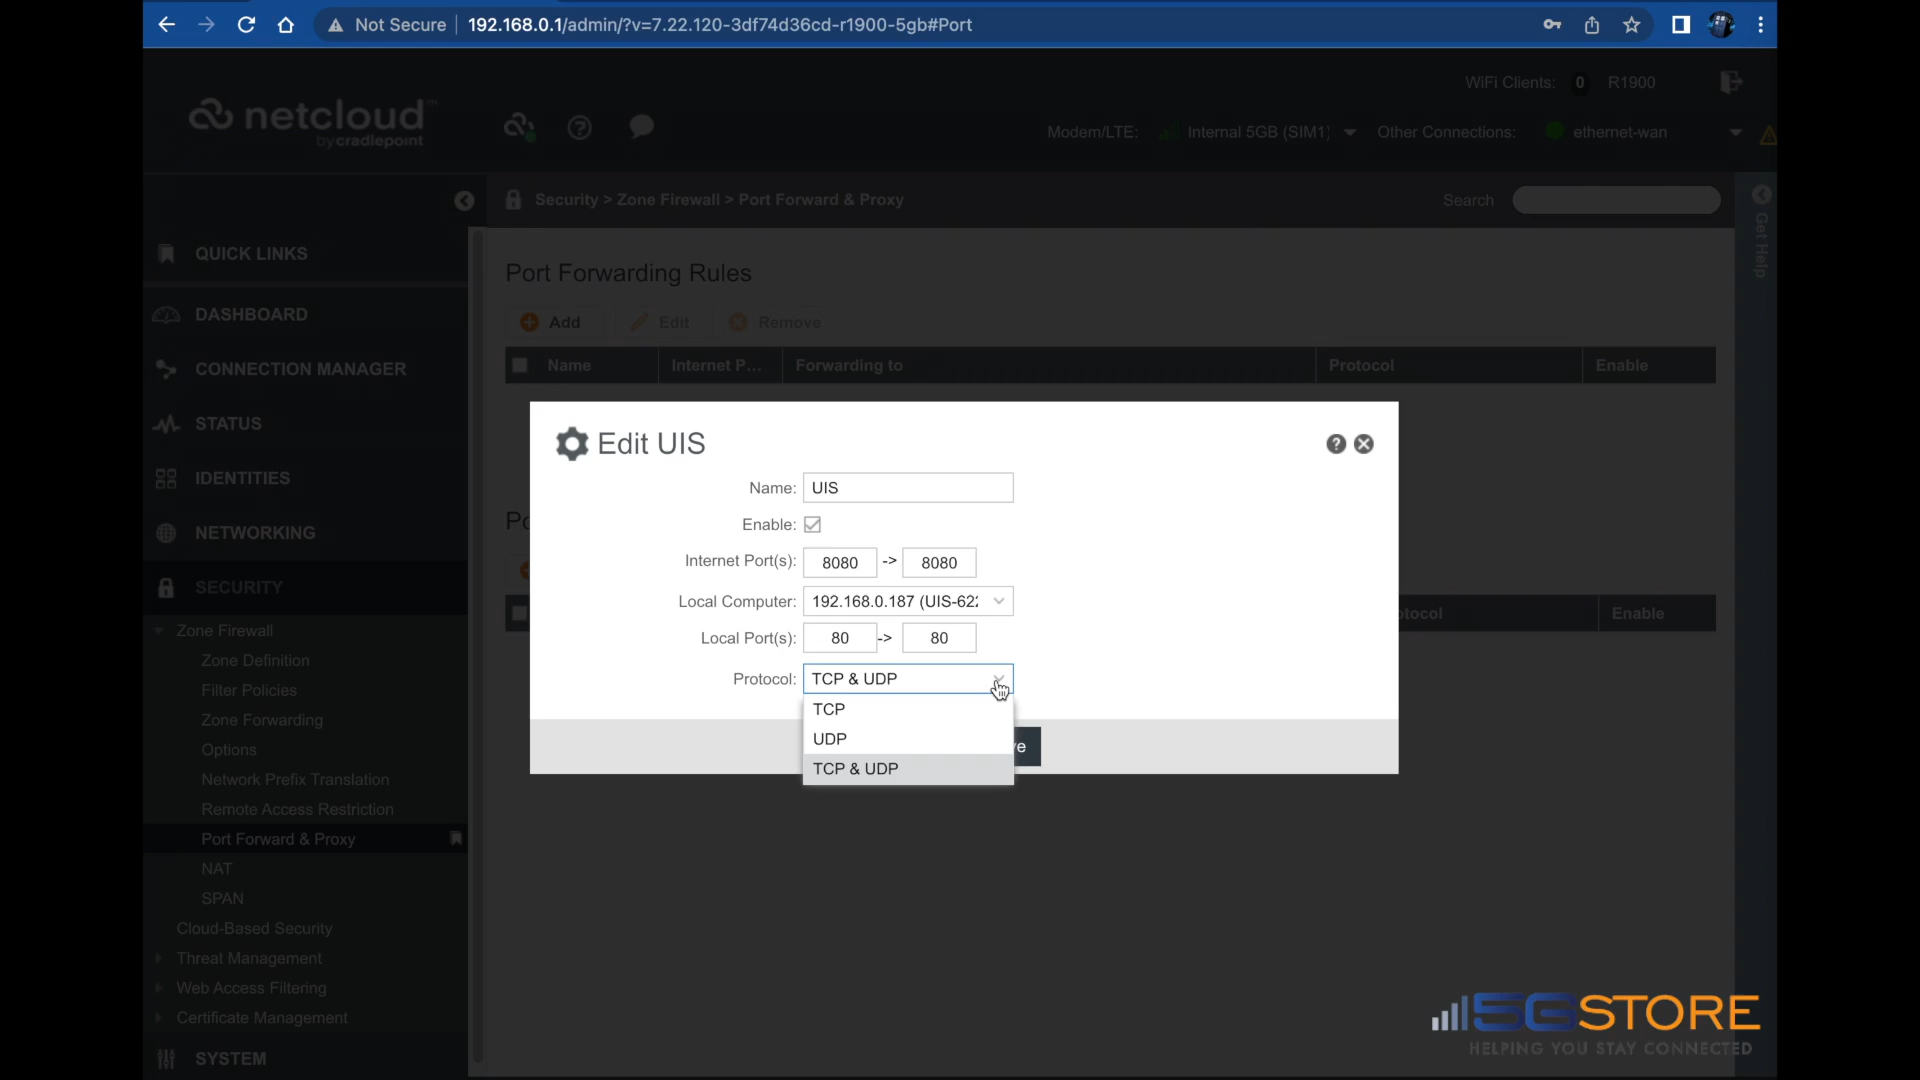 Not Secure 192.168.0.1/admin/?v=7.22.120-3df74d36cd-r1900-5gb#Port
WiFi Clients: 0 R1900
netcloud™
by cradlepoint
Modem/LTE: Internal 5GB (SIM1) Other Connections: ethernet-wan
Security > Zone Firewall > Port Forward & Proxy
Search
Get Help
QUICK LINKS
DASHBOARD
CONNECTION MANAGER
STATUS
IDENTITIES
NETWORKING
SECURITY
Zone Firewall
Zone Definition
Filter Policies
Zone Forwarding
Options
Network Prefix Translation
Remote Access Restriction
Port Forward & Proxy
NAT
SPAN
Cloud-Based Security
Threat Management
Web Access Filtering
Certificate Management
SYSTEM
Port Forwarding Rules
Add Edit Remove
Name Internet P... Forwarding to Protocol Enable
Edit UIS
Name: UIS
Enable:
Internet Port(s): 8080 -> 8080
Local Computer: 192.168.0.187 (UIS-622
Local Port(s): 80 -> 80
Protocol: TCP & UDP
TCP
UDP
TCP & UDP
Enable
5GSTORE
HELPING YOU STAY CONNECTED